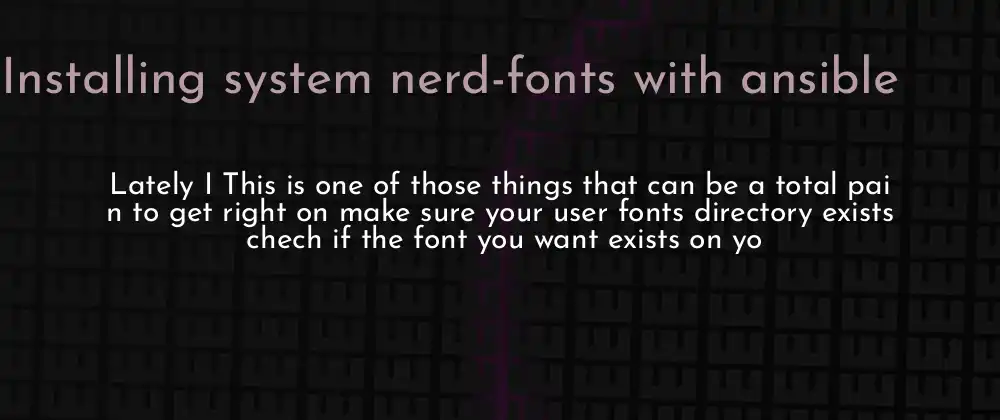 Installing system nerd-fonts with ansible
Lately I This is one of those things that can be a total pai
n to get right on make sure your user fonts directory exists
chech if the font you want exists on yo